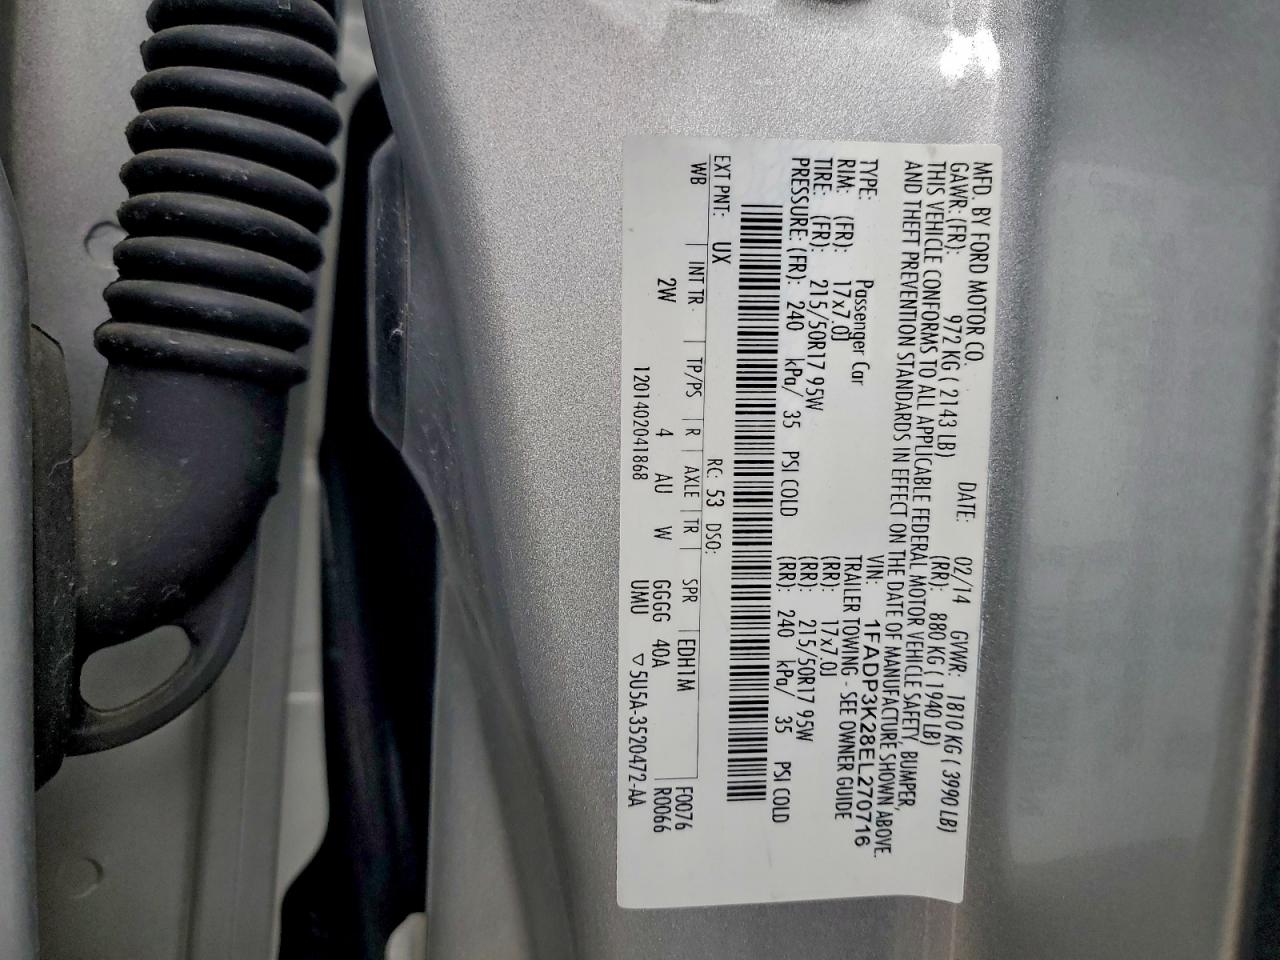 MFD. BY FORD MOTOR CO.
DATE: 02/14 GVWR: 1810 KG ( 3990 LB)
GAWR: (FR): 972 KG ( 2143 LB) (RR): 880 KG ( 1940 LB)
THIS VEHICLE CONFORMS TO ALL APPLICABLE FEDERAL MOTOR VEHICLE SAFETY, BUMPER,
AND THEFT PREVENTION STANDARDS IN EFFECT ON THE DATE OF MANUFACTURE SHOWN ABOVE.
VIN: 1FADP3K28EL270716
TYPE: Passenger Car TRAILER TOWING - SEE OWNER GUIDE
RIM: (FR): 17x7.0J (RR): 17x7.0J
TIRE: (FR): 215/50R17 95W (RR): 215/50R17 95W
PRESSURE: (FR): 240 kPa/ 35 PSI COLD (RR): 240 kPa/ 35 PSI COLD
EXT PNT: UX RC: 53 DSO:
WB INT TR TP/PS R AXLE TR SPR EDH1M F0076
2W 4 AU W GGGG 40A R0066
1201402041868 UMU ▽ 5U5A-3520472-AA